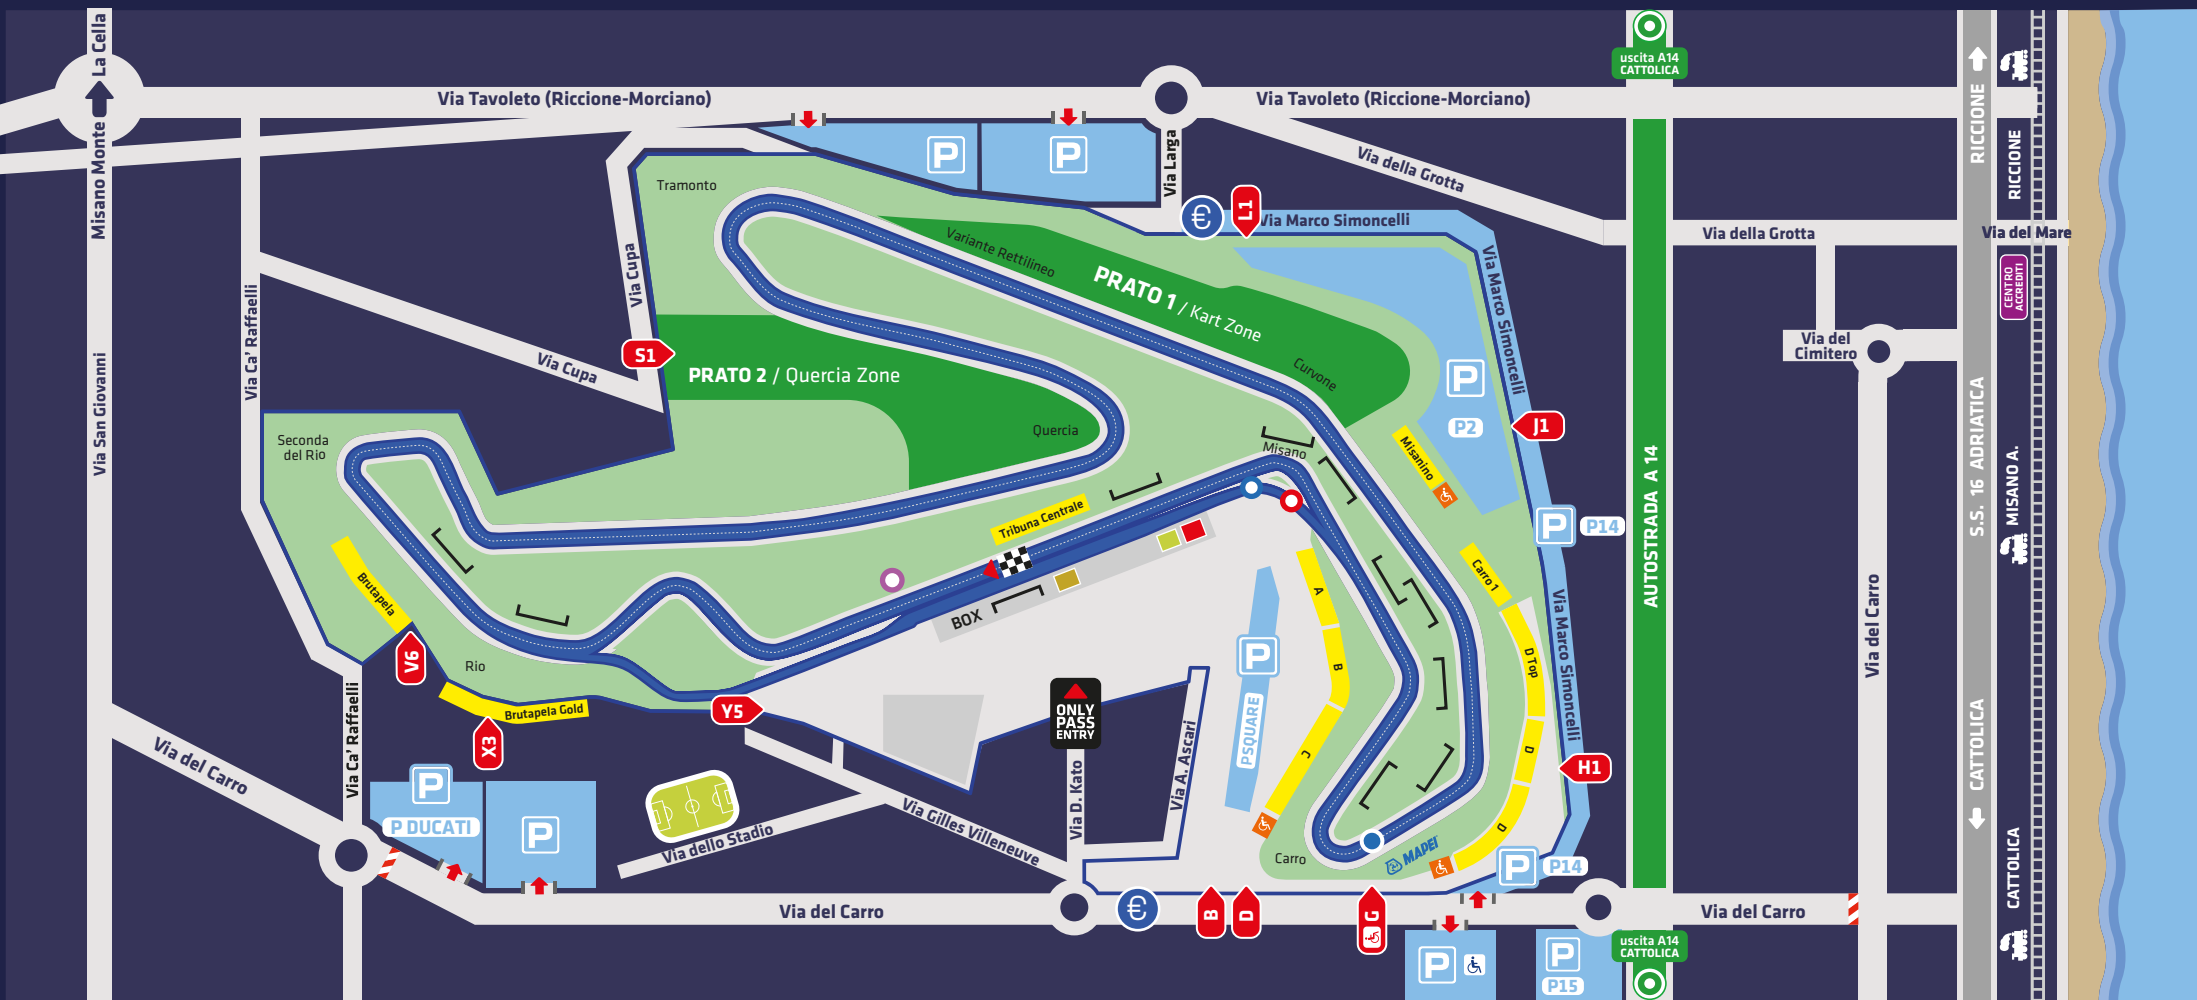 La Cella
Misano Monte
Via San Giovanni
Via Tavoleto (Riccione-Morciano)
Via Tavoleto (Riccione-Morciano)
uscita A14
CATTOLICA
RICCIONE
RICCIONE
P
P
Via Larga
Via della Grotta
Tramonto
€
L1
Via Marco Simoncelli
Via della Grotta
Via del Mare
Variante Rettilineo
PRATO 1 / Kart Zone
Via Cupa
Via Marco Simoncelli
CENTRO
ACCREDITI
Via Ca' Raffaelli
Via Cupa
S1
PRATO 2 / Quercia Zone
Curvone
P
P2
Via del
Cimitero
Quercia
J1
Seconda
del Rio
Misano
Misanino
AUTOSTRADA A 14
S.S. 16 ADRIATICA
MISANO A.
Tribuna Centrale
P
P14
Brutapela
BOX
A
Carro 1
Via Marco Simoncelli
Via del Carro
V6
Rio
B
D Top
P
Brutapela Gold
Y5
ONLY
PASS
ENTRY
PSQUARE
X3
C
D
H1
CATTOLICA
Via del Carro
Via Ca' Raffaelli
P
P DUCATI
P
Via dello Stadio
Via Gilles Villeneuve
Via D. Kato
Via A. Ascari
D
Carro
MAPEI
P
P14
CATTOLICA
Via del Carro
€
B
D
G
Via del Carro
uscita A14
CATTOLICA
P
P
P15